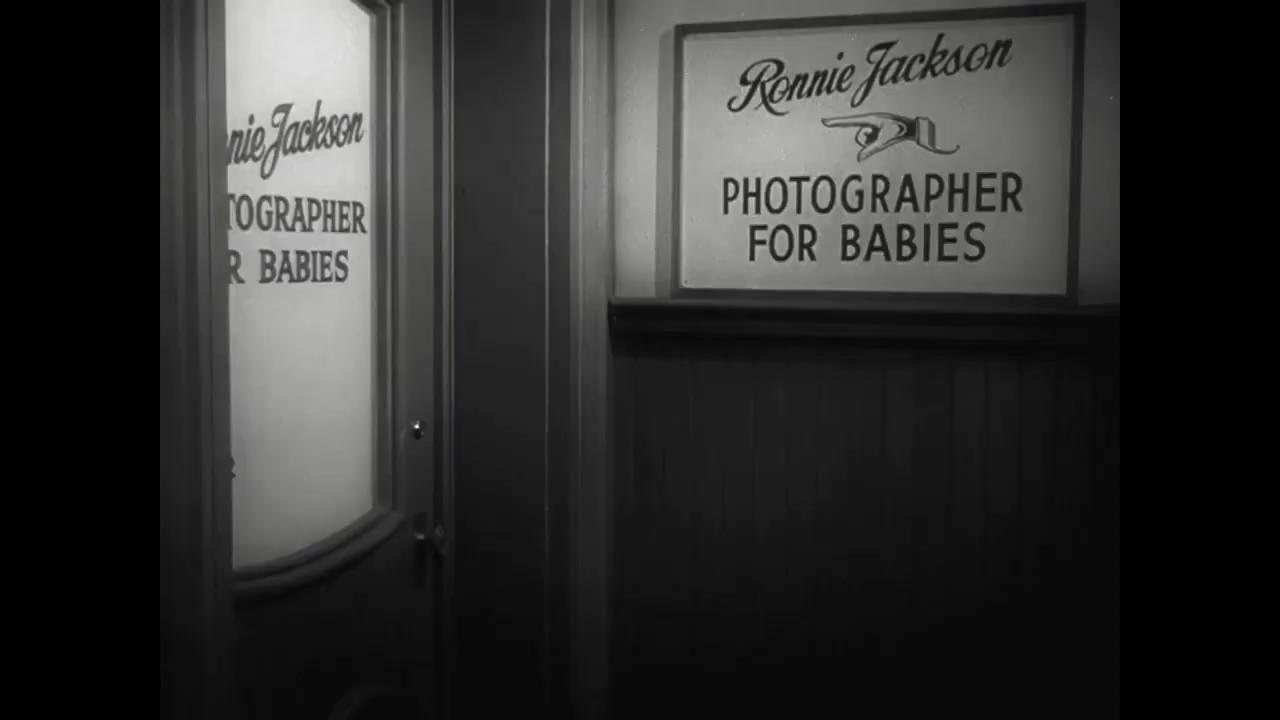 nie Jackson
TOGRAPHER
R BABIES
Ronnie Jackson
PHOTOGRAPHER
FOR BABIES